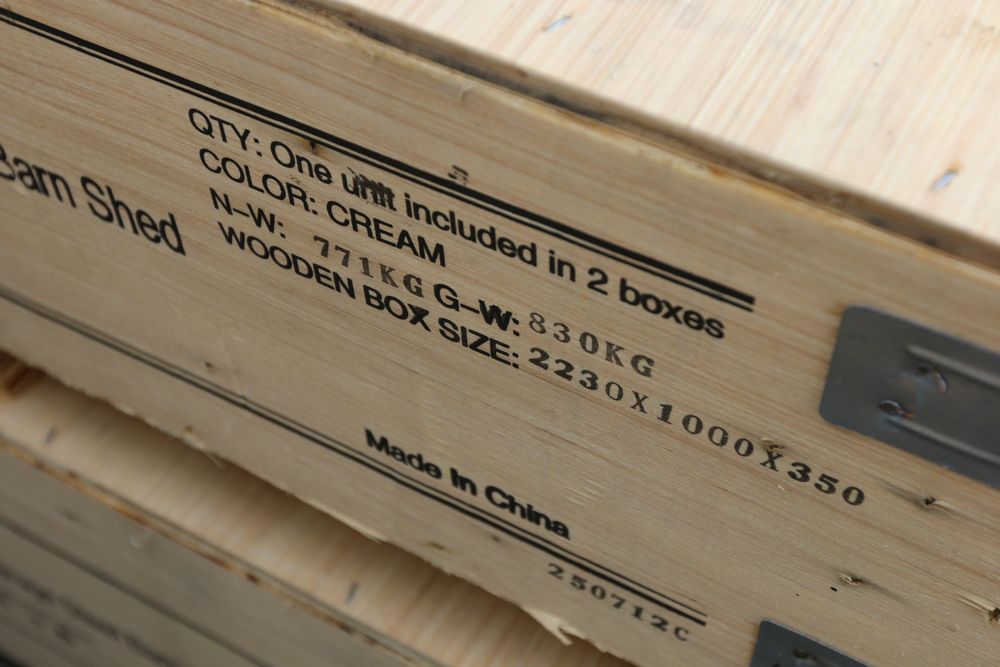 Barn Shed
QTY: One unit included in 2 boxes
COLOR: CREAM
N-W: 771KG G-W: 830KG
WOODEN BOX SIZE: 2230X1000X350
Made In China
250712C